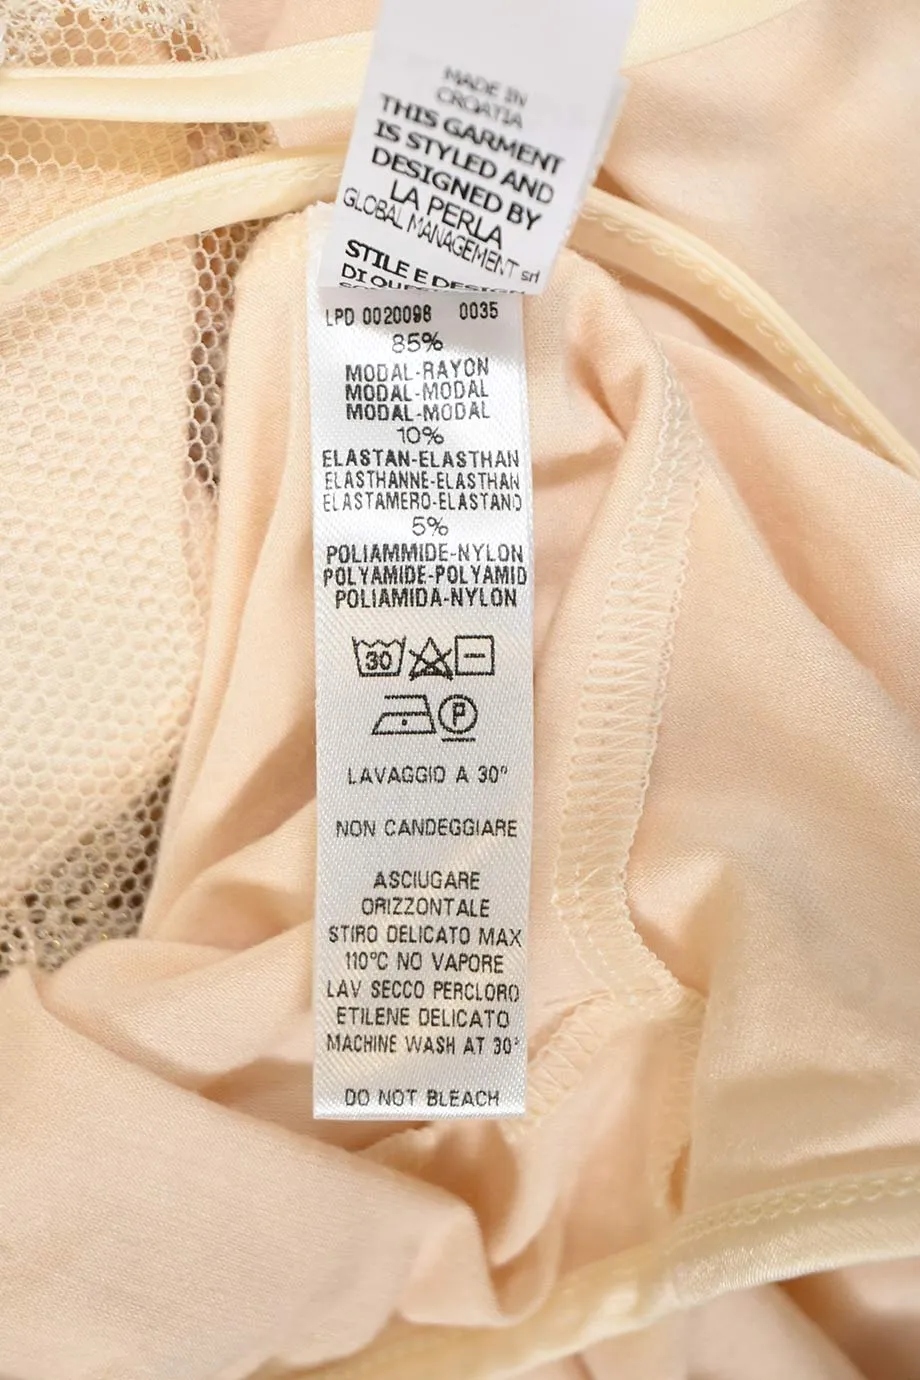 MADE IN
CROATIA
THIS GARMENT
IS STYLED AND
DESIGNED BY
LA PERLA
GLOBAL MANAGEMENT srl
STILE E DESIGN
LPD 0020098 0035
85%
MODAL-RAYON
MODAL-MODAL
MODAL-MODAL
10%
ELASTAN-ELASTHAN
ELASTHANNE-ELASTHAN
ELASTAMERO-ELASTANO
5%
POLIAMMIDE-NYLON
POLYAMIDE-POLYAMID
POLIAMIDA-NYLON
30
P
LAVAGGIO A 30°
NON CANDEGGIARE
ASCIUGARE
ORIZZONTALE
STIRO DELICATO MAX
110°C NO VAPORE
LAV SECCO PERCLORO
ETILENE DELICATO
MACHINE WASH AT 30°
DO NOT BLEACH